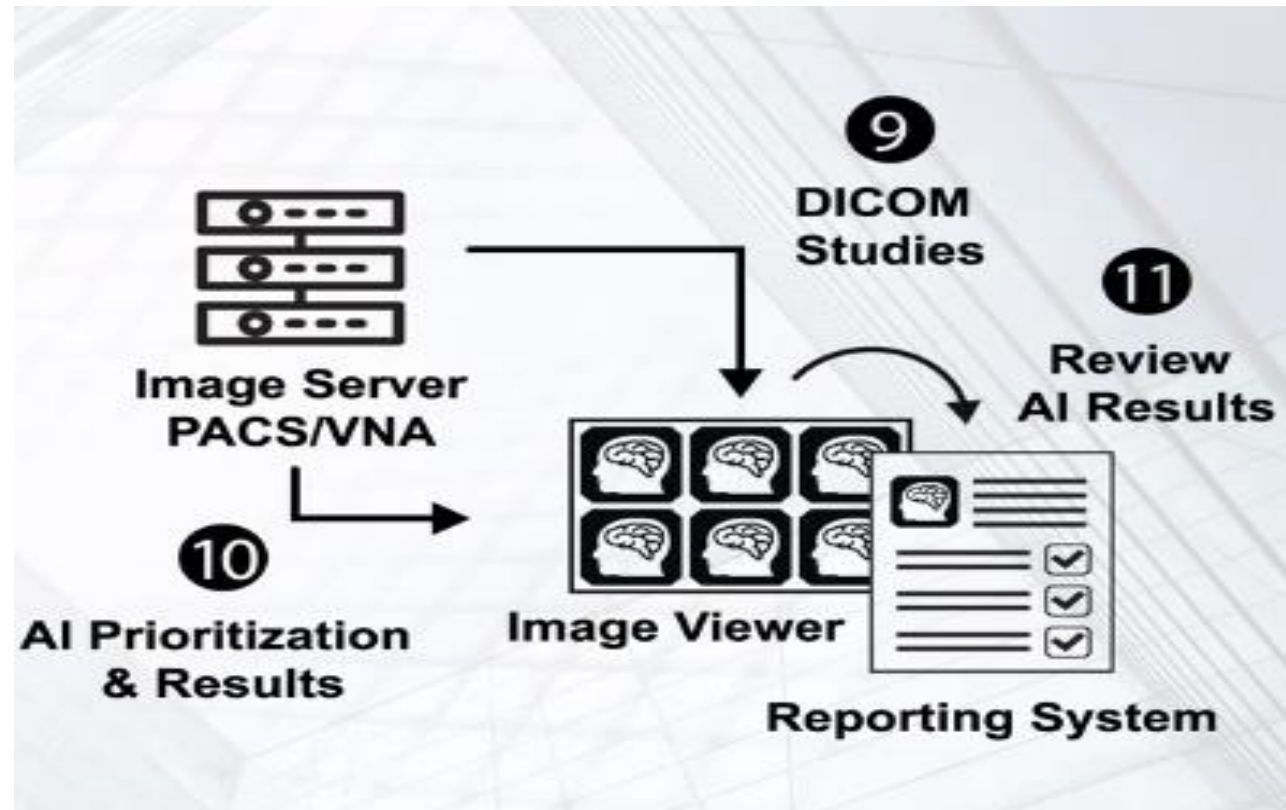 9
DICOM
Studies
11
Review
AI Results
Image Server
PACS/VNA
10
AI Prioritization
& Results
Image Viewer
Reporting System